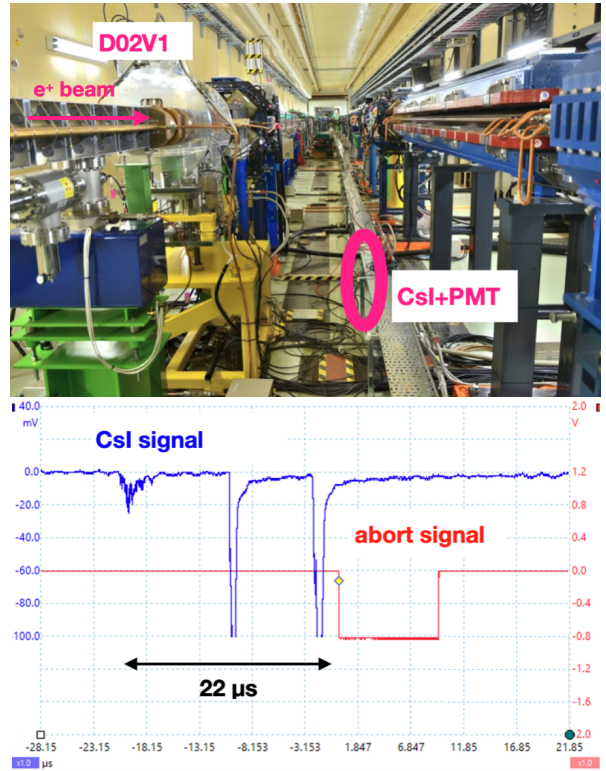 D02V1
e+ beam
CsI+PMT
40.0 2.0
mV V
CsI signal
0.0 1.2
-20.0 0.8
-40.0 0.4
abort signal
-60.0 0.0
-80.0 -0.4
100.0 -0.8
-1.2
22 µs
-1.6
2.0
-28.15 -23.15 -18.15 -13.15 -8.153 -3.153 1.847 6.847 11.85 16.85 21.85
x1.0 µs x1.0